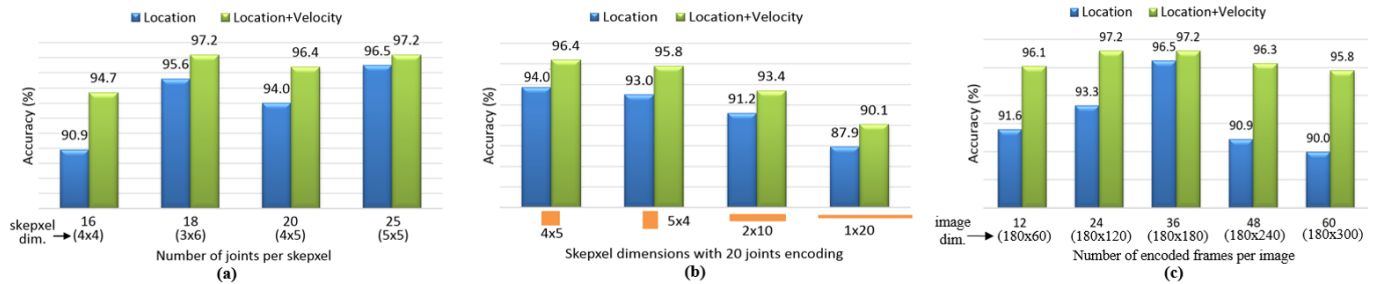 Location Location+Velocity
Accuracy (%)
90.9 94.7 95.6 97.2 94.0 96.4 96.5 97.2
skepxel dim.
16 18 20 25
(4x4) (3x6) (4x5) (5x5)
Number of joints per skepxel
(a)
Location Location+Velocity
Accuracy (%)
94.0 96.4 93.0 95.8 91.2 93.4 87.9 90.1
4x5 5x4 2x10 1x20
Skepxel dimensions with 20 joints encoding
(b)
Location Location+Velocity
Accuracy (%)
91.6 96.1 93.3 97.2 96.5 97.2 90.9 96.3 90.0 95.8
image dim.
12 24 36 48 60
(180x60) (180x120) (180x180) (180x240) (180x300)
Number of encoded frames per image
(c)